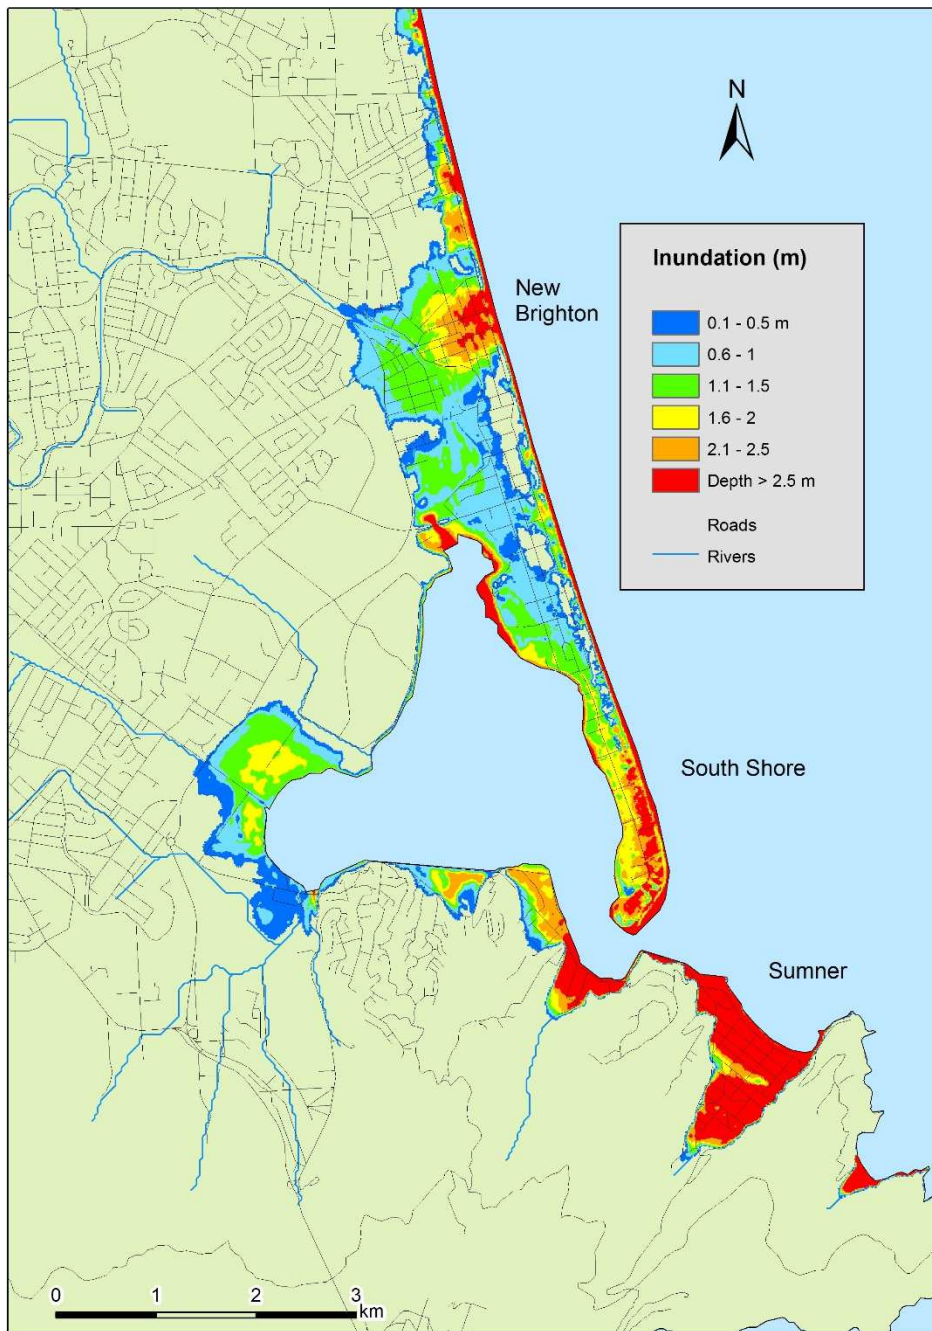 N
New
Brighton
Inundation (m)
0.1 - 0.5 m
0.6 - 1
1.1 - 1.5
1.6 - 2
2.1 - 2.5
Depth > 2.5 m
Roads
Rivers
South Shore
Sumner
0 1 2 3
km